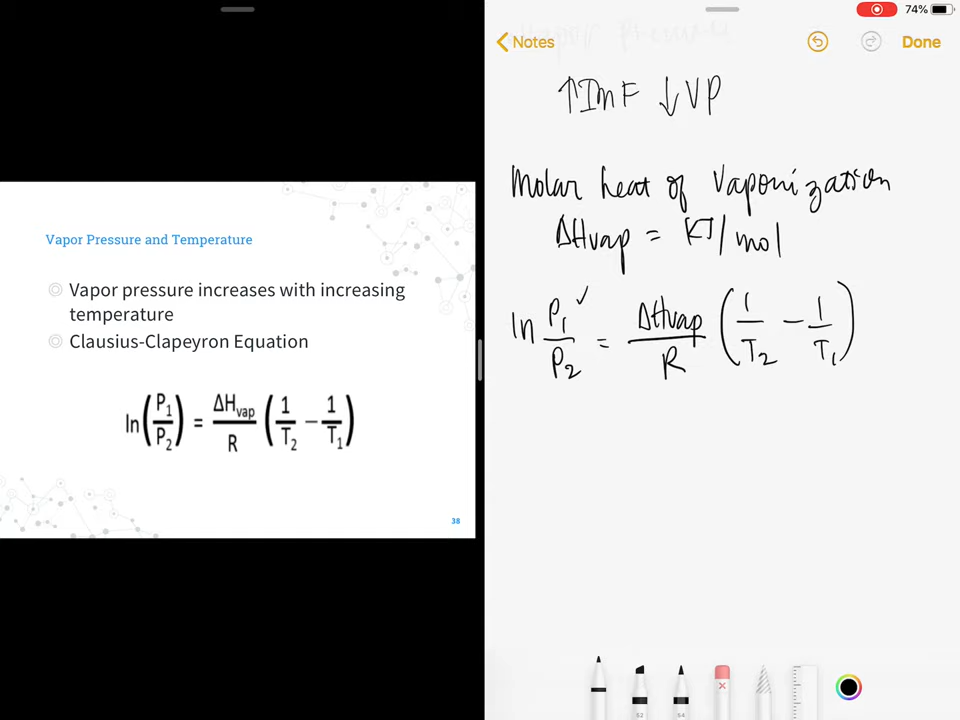 74%
Notes
Done
↑ImF ↓VP
Molar heat of Vaporization
ΔHvap = KJ/mol
ln P₁/P₂ ✓ = ΔHvap/R (1/T₂ − 1/T₁)
Vapor Pressure and Temperature
Vapor pressure increases with increasing
temperature
Clausius-Clapeyron Equation
ln(P₁/P₂) = ΔHvap/R (1/T₂ − 1/T₁)
38
52
54